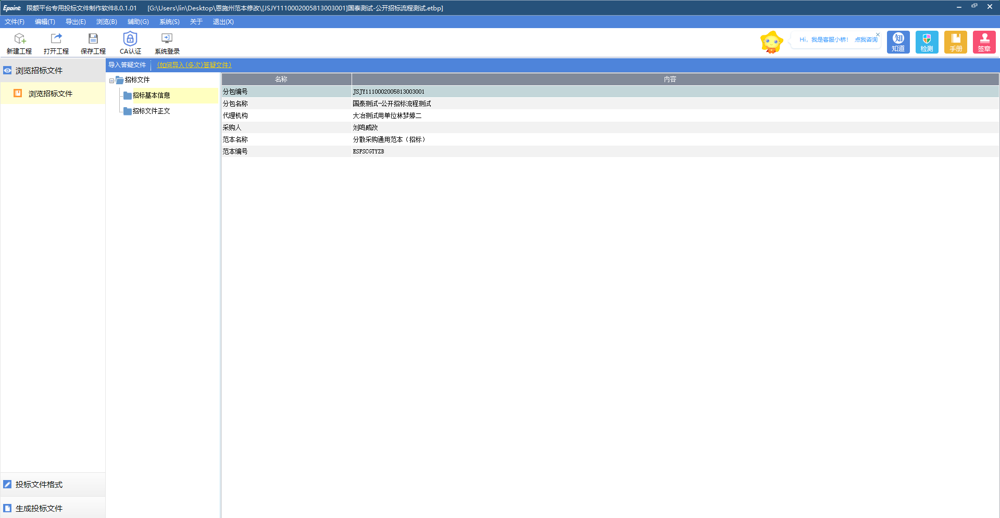 Epoint 限额平台专用投标文件制作软件8.0.1.01 [G:\Users\lin\Desktop\恩施州范本修改\[JSJY1110002005813003001]国泰测试-公开招标流程测试.etbp]
文件(F) 编辑(T) 导出(E) 浏览(B) 辅助(G) 系统(S) 关于 退出(X)
新建工程 打开工程 保存工程 CA认证 系统登录
Hi，我是客服小桥！ 点我咨询
知
知道 检测 手册 签章
浏览招标文件
浏览招标文件
投标文件格式
生成投标文件
导入答疑文件 (如何导入(多次)答疑文件)
招标文件
招标基本信息
招标文件正文
名称 内容
分包编号 JSJY1110002005813003001
分包名称 国泰测试-公开招标流程测试
代理机构 大冶测试用单位林梦婷二
采购人 刘鸣威改
范本名称 分散采购通用范本（招标）
范本编号 ESFSCGTYZB